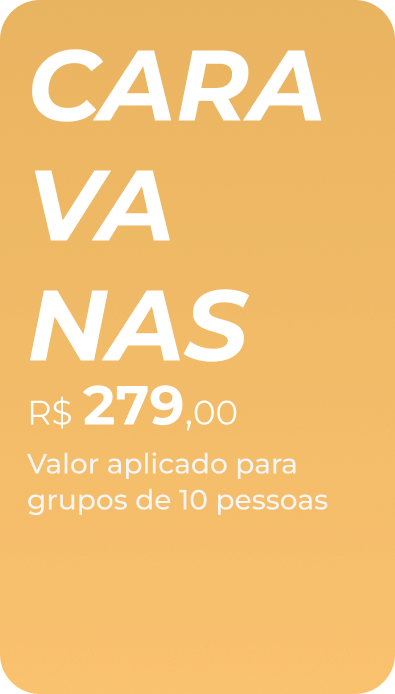 CARA
VA
NAS
R$ 279,00
Valor aplicado para
grupos de 10 pessoas